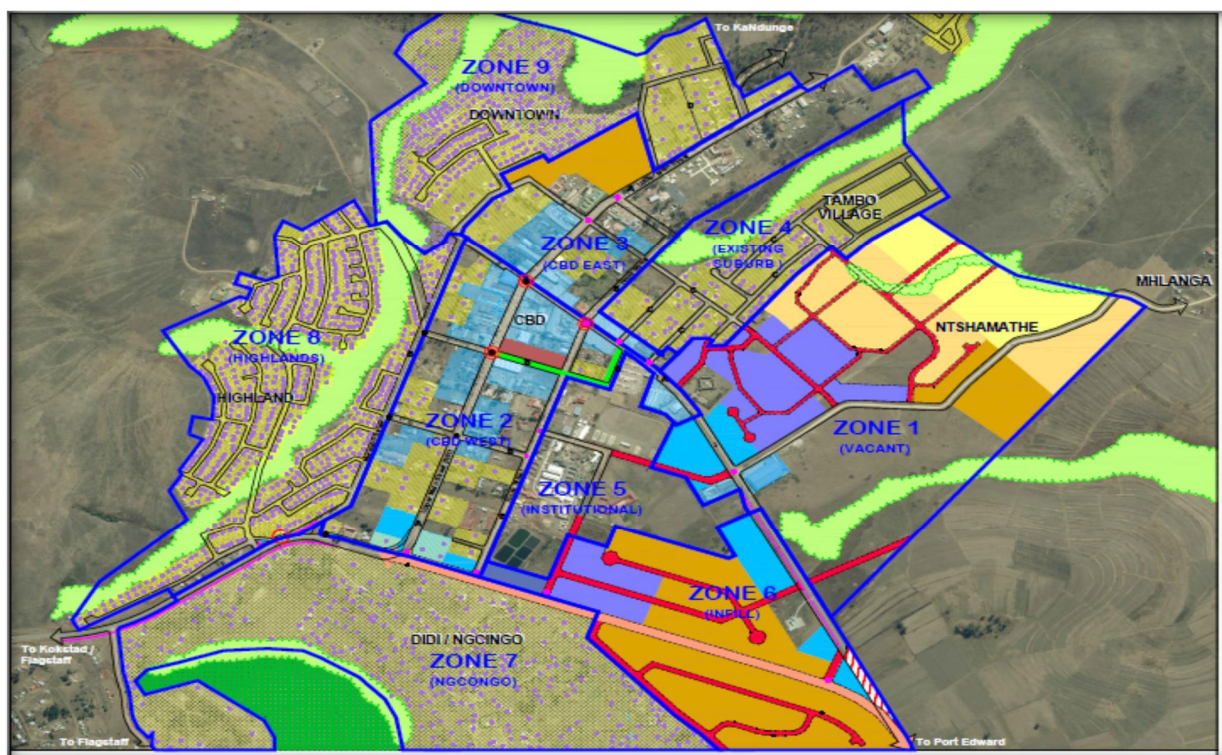 To KaNdunge
ZONE 9
(DOWNTOWN)
DOWNTOWN
TAMBO
VILLAGE
ZONE 4
(EXISTING
SUBURB )
ZONE 3
(CBD EAST)
MHLANGA
CBD
NTSHAMATHE
ZONE 8
(HIGHLANDS)
HIGHLAND
ZONE 2
(CBD WEST)
ZONE 1
(VACANT)
ZONE 5
(INSTITUTIONAL)
ZONE 6
(INFILL)
DIDI / NGCINGO
ZONE 7
(NGCONGO)
To Kokstad /
Flagstaff
To Flagstaff
To Port Edward